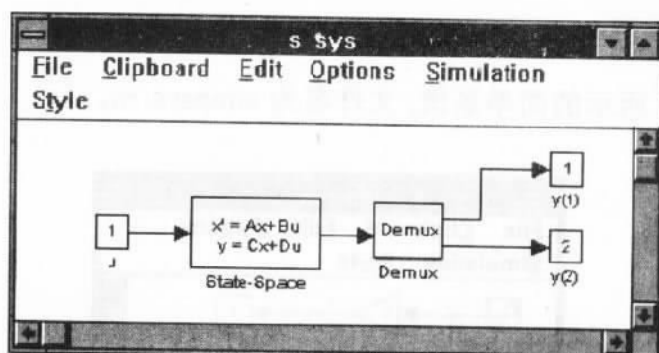 s sys
File Clipboard Edit Options Simulation
Style
1
y(1)
1
x' = Ax+Bu
y = Cx+Du
State-Space
Demux
Demux
2
y(2)